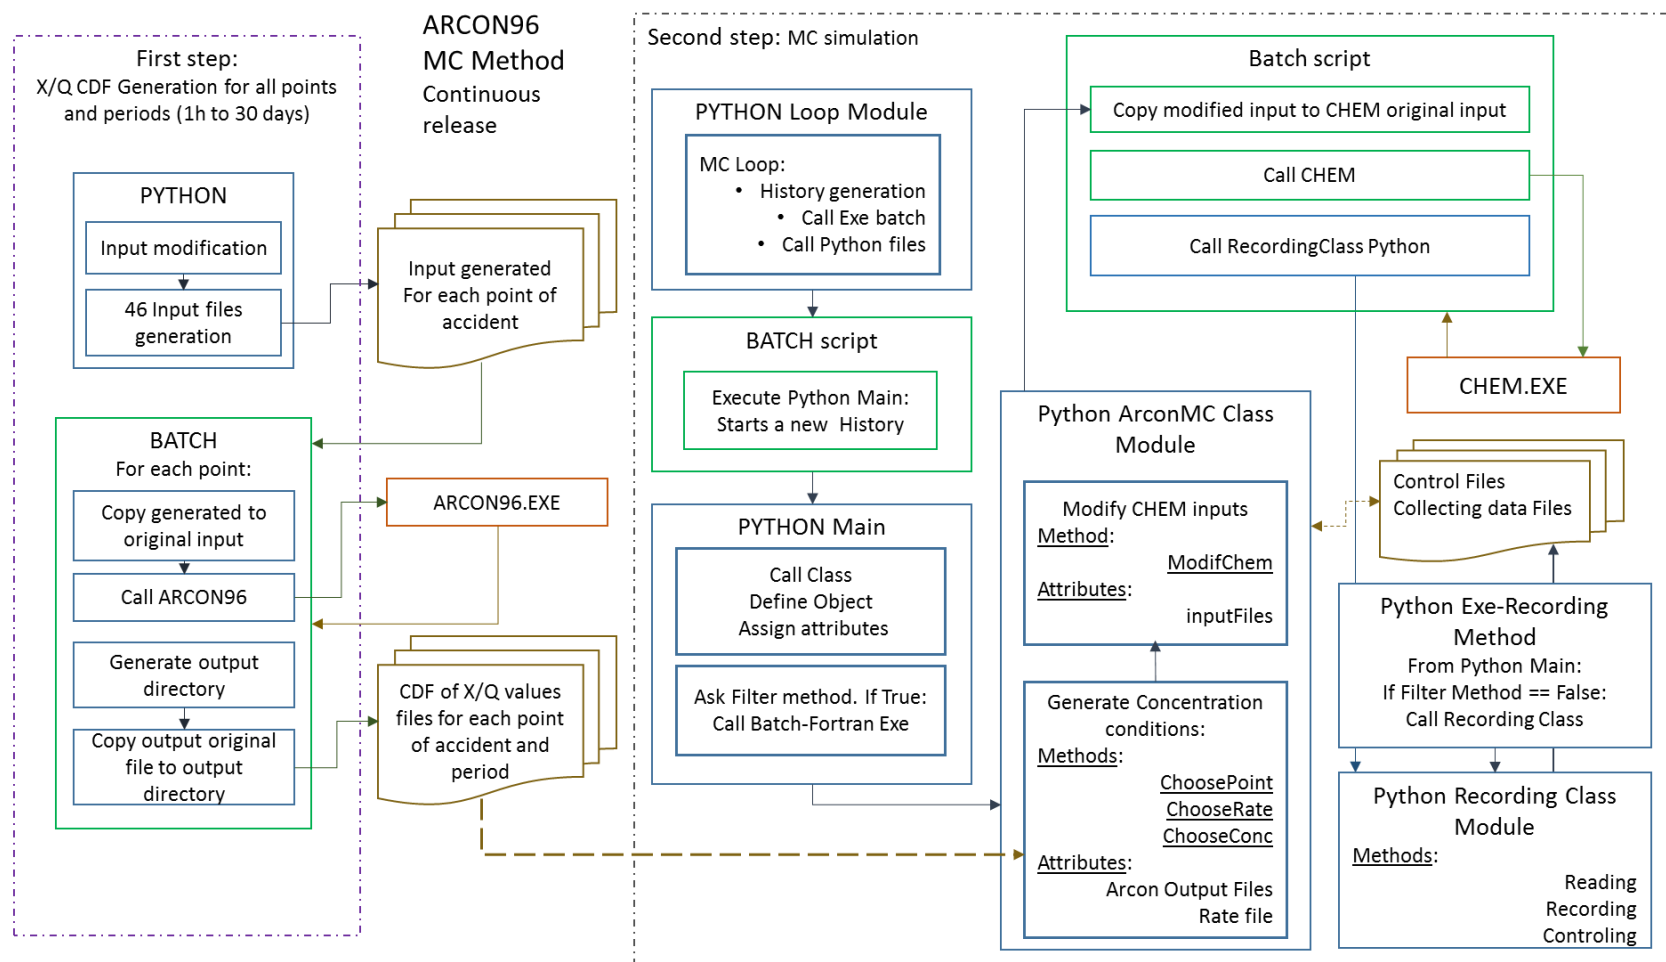 ARCON96
MC Method
Continuous
release
First step:
X/Q CDF Generation for all points
and periods (1h to 30 days)
PYTHON
Input modification
46 Input files
generation
Input generated
For each point of
accident
BATCH
For each point:
Copy generated to
original input
Call ARCON96
Generate output
directory
Copy output original
file to output
directory
ARCON96.EXE
CDF of X/Q values
files for each point
of accident and
period
Second step: MC simulation
PYTHON Loop Module
MC Loop:
• History generation
• Call Exe batch
• Call Python files
BATCH script
Execute Python Main:
Starts a new History
PYTHON Main
Call Class
Define Object
Assign attributes
Ask Filter method. If True:
Call Batch-Fortran Exe
Python ArconMC Class
Module
Modify CHEM inputs
Method:
ModifChem
Attributes:
inputFiles
Generate Concentration
conditions:
Methods:
ChoosePoint
ChooseRate
ChooseConc
Attributes:
Arcon Output Files
Rate file
Batch script
Copy modified input to CHEM original input
Call CHEM
Call RecordingClass Python
CHEM.EXE
Control Files
Collecting data Files
Python Exe-Recording
Method
From Python Main:
If Filter Method == False:
Call Recording Class
Python Recording Class
Module
Methods:
Reading
Recording
Controling